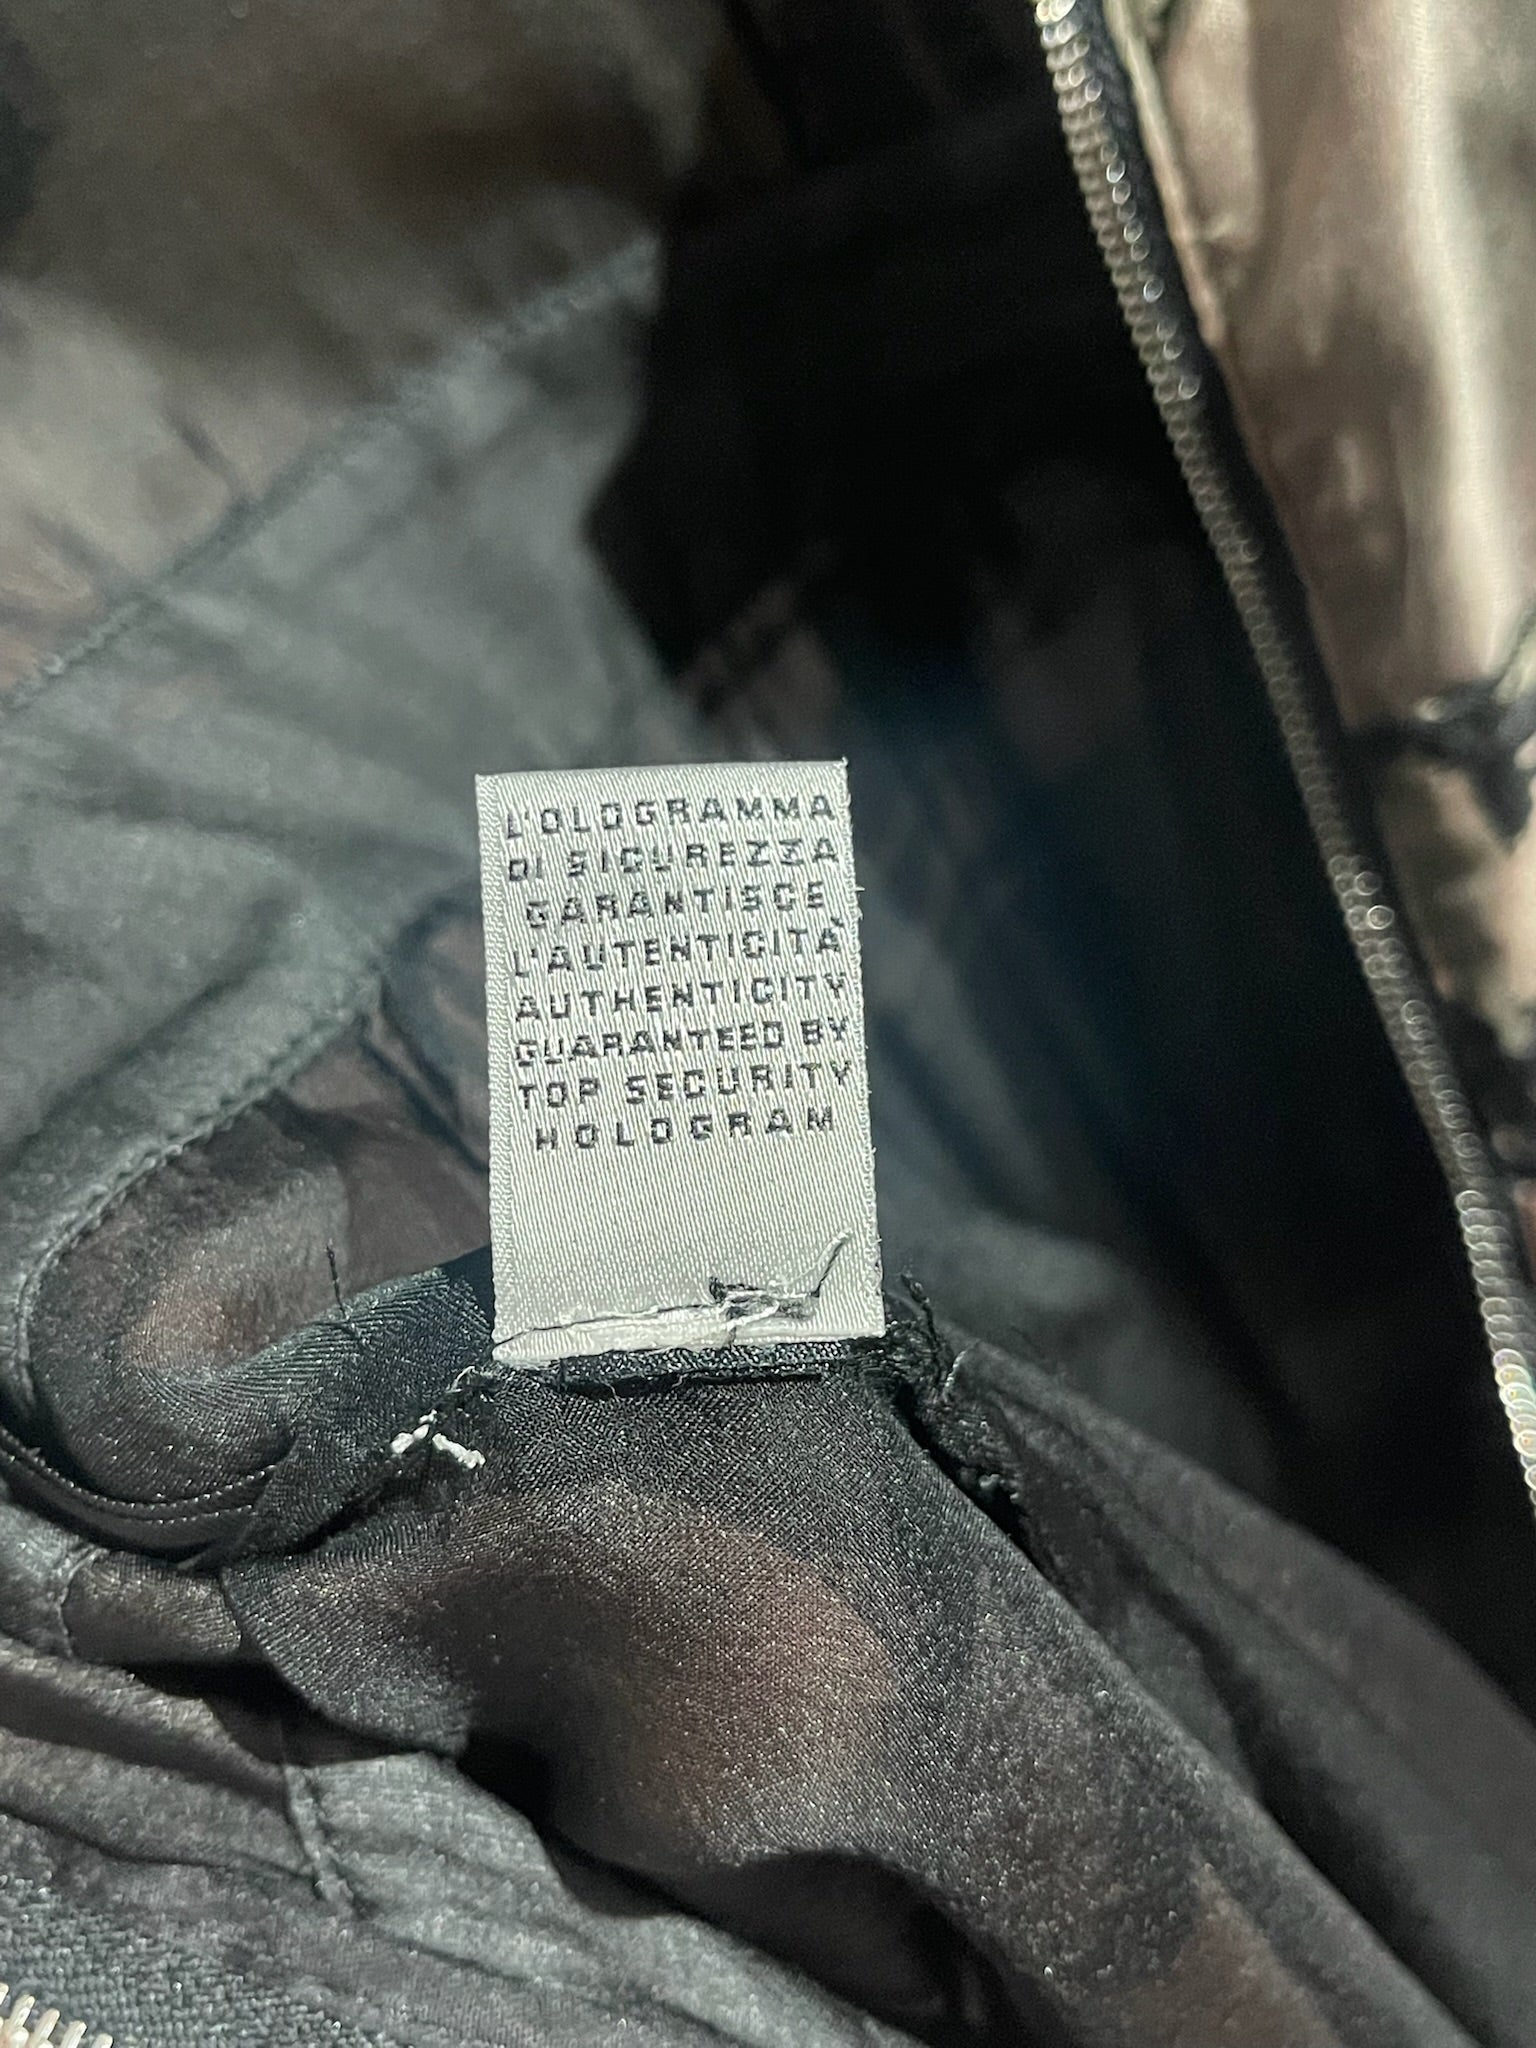 L'OLOGRAMMA
DI SICUREZZA
GARANTISCE
L'AUTENTICITÀ
AUTHENTICITY
GUARANTEED BY
TOP SECURITY
HOLOGRAM